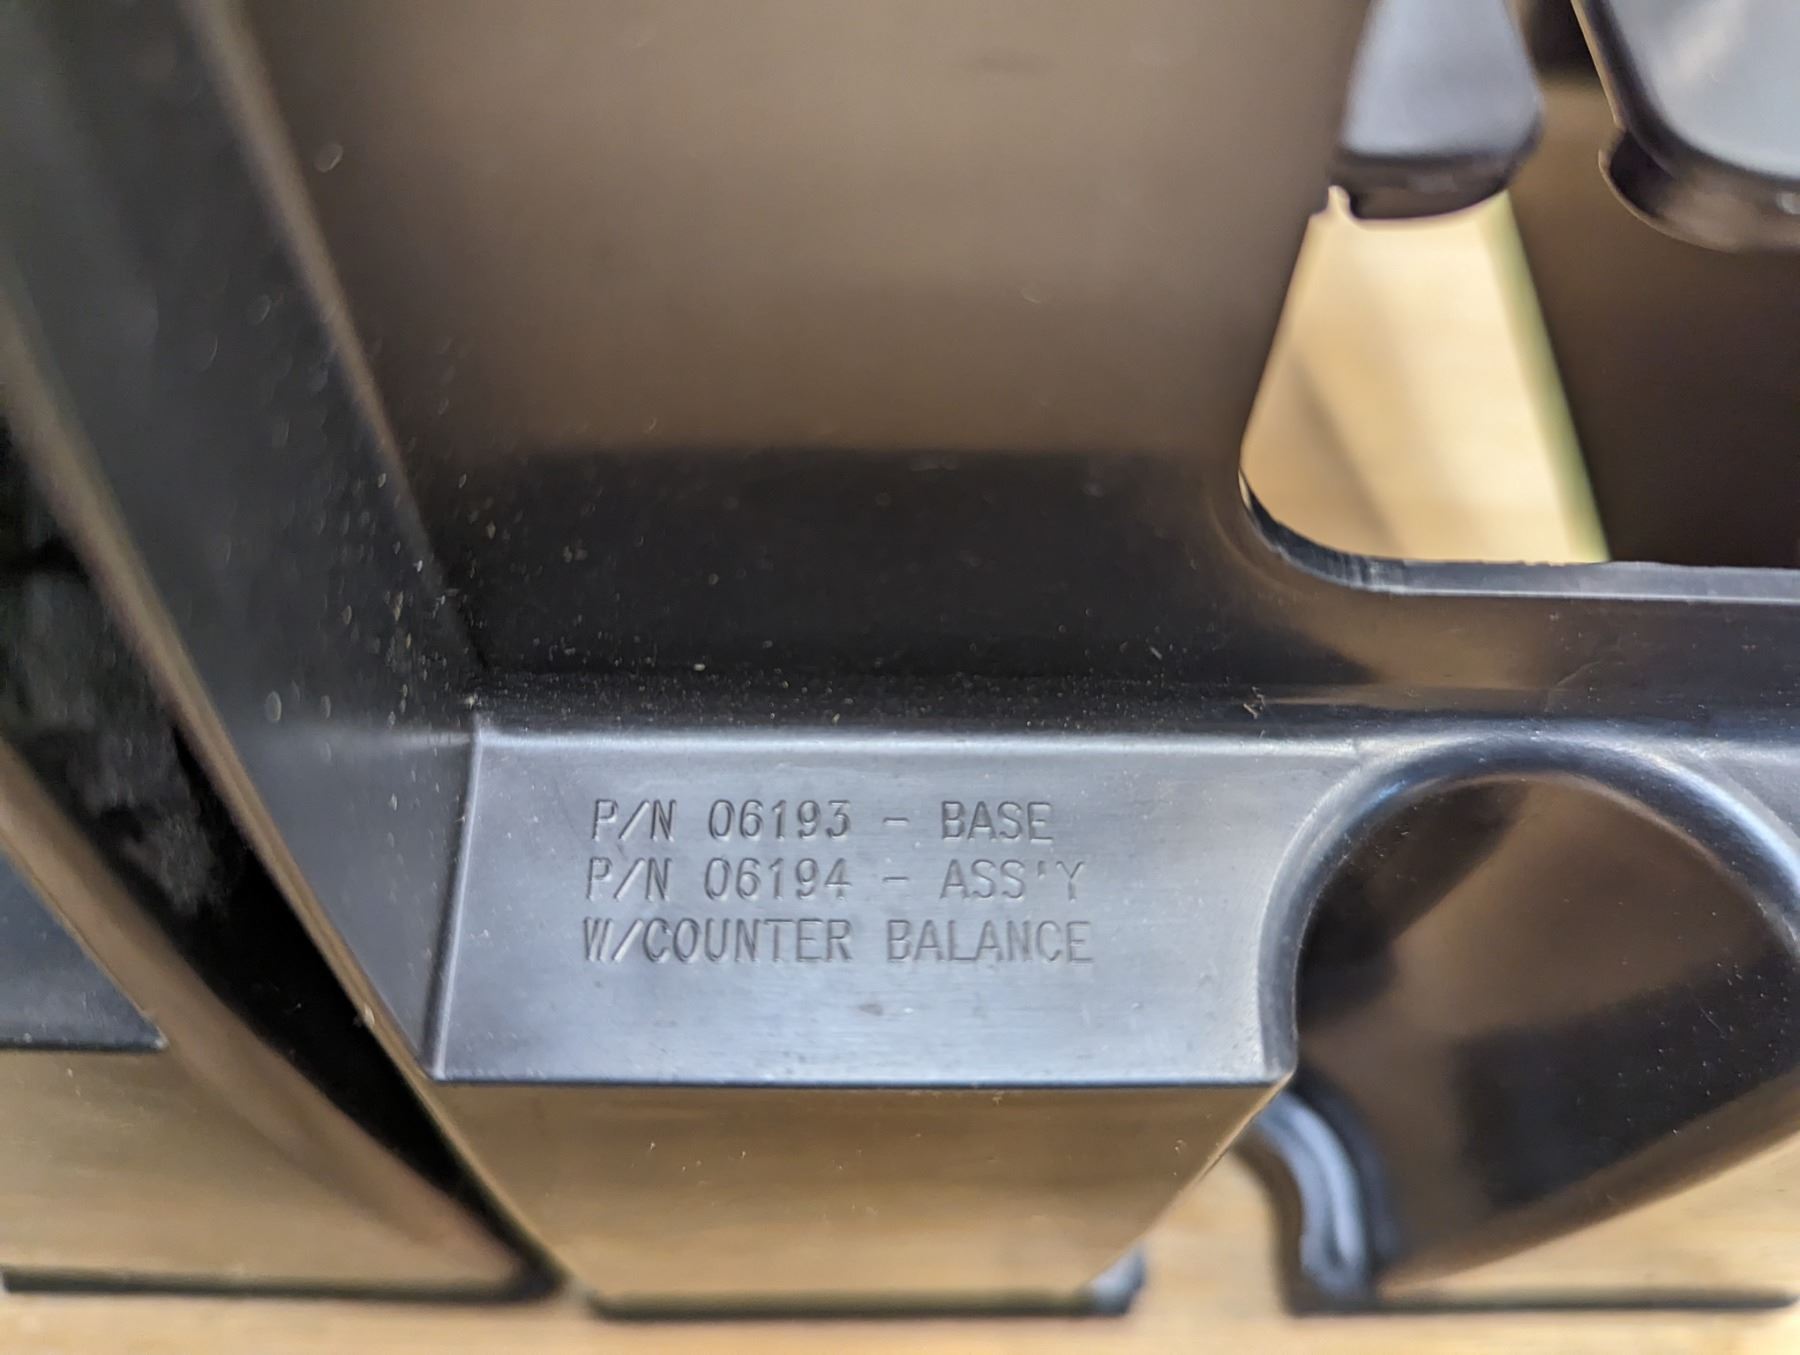 P/N 06193 - BASE
P/N 06194 - ASS'Y
W/COUNTER BALANCE